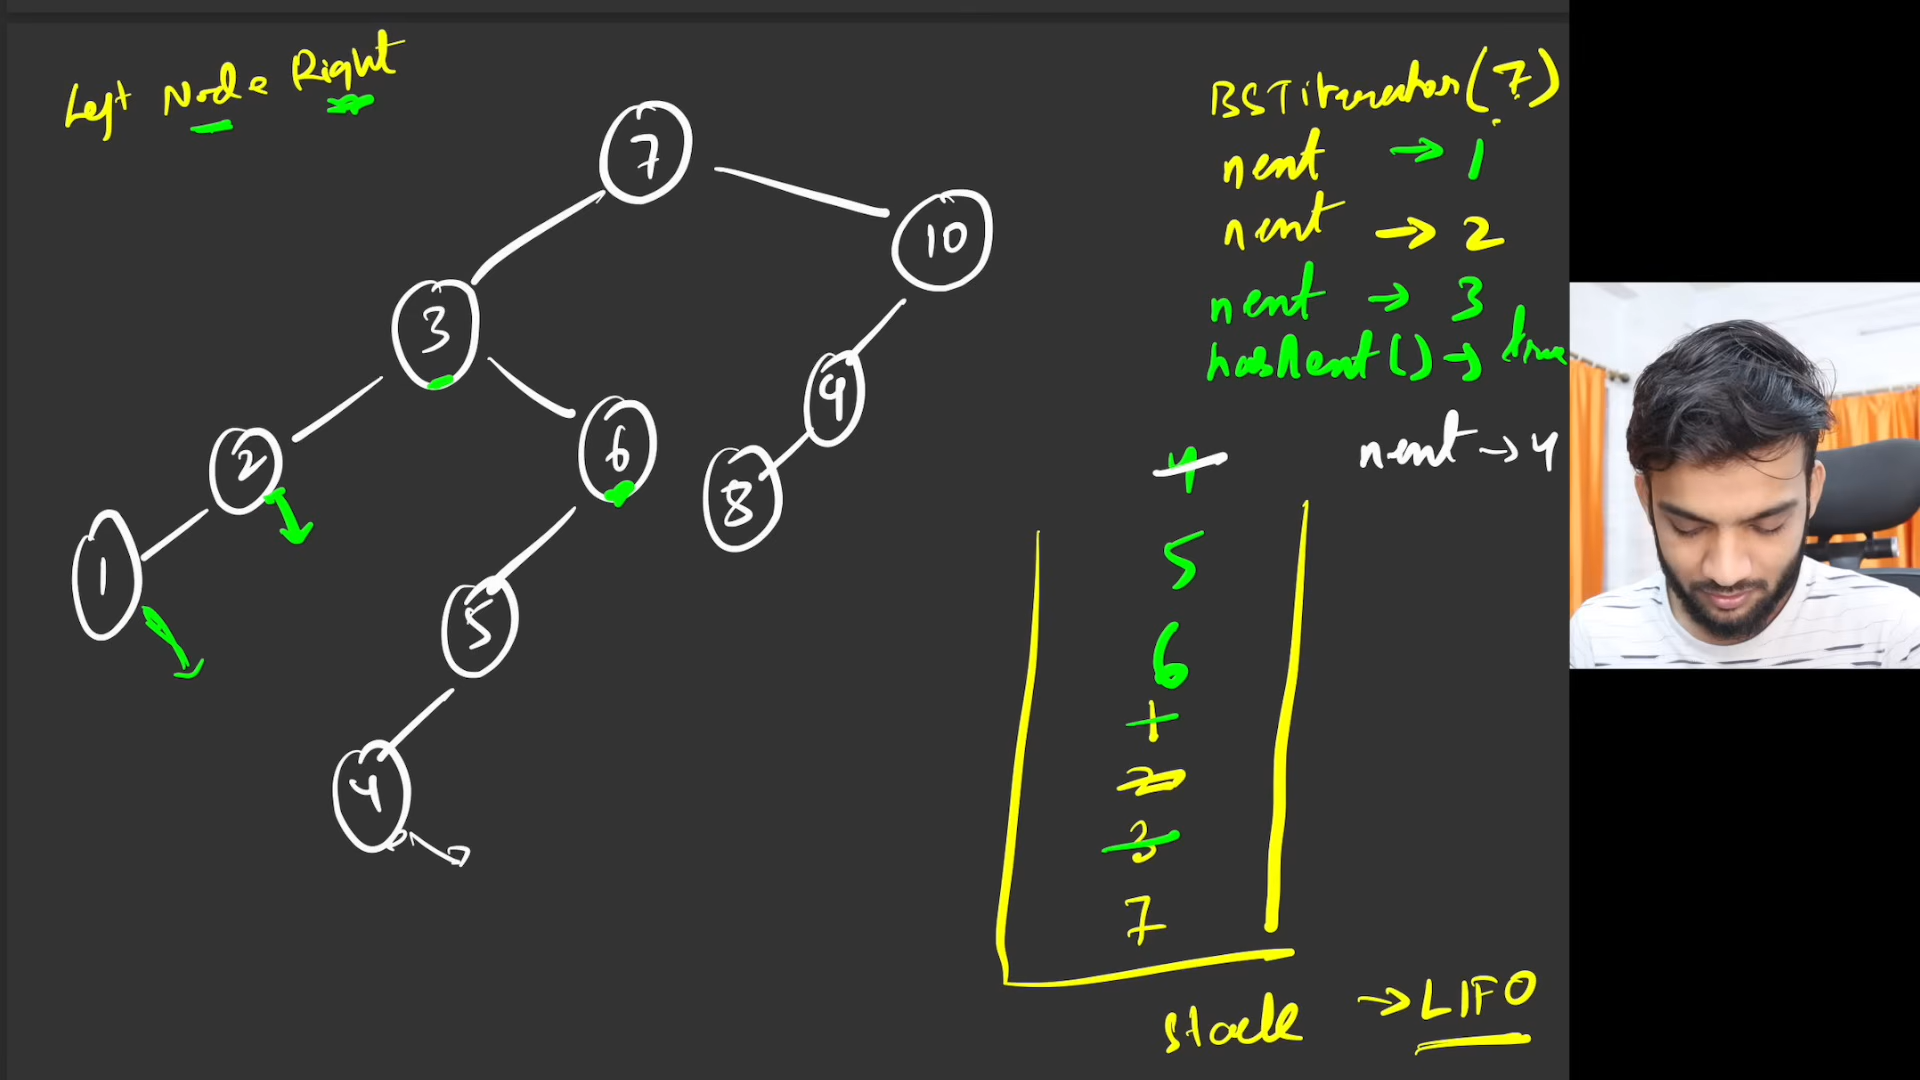 Left Node Right
7
10
3
9
2
6
8
1
5
4
BSTiterator(7)
next → 1
next → 2
next → 3
hasNext() → true
next → 4
4
5
6
1
2
3
7
stack → LIFO